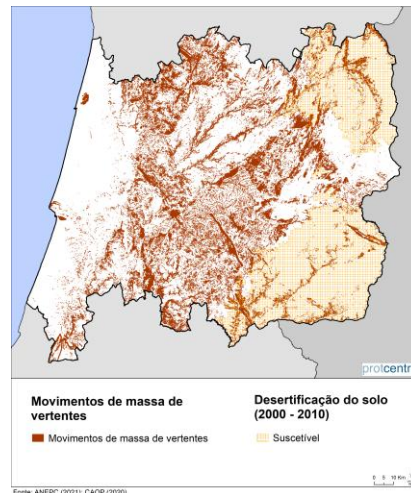 protcentro
Movimentos de massa de
vertentes
Movimentos de massa de vertentes
Desertificação do solo
(2000 - 2010)
Suscetível
0 5 10 Km
Fonte: ANEPC (2021); CAOP (2020)